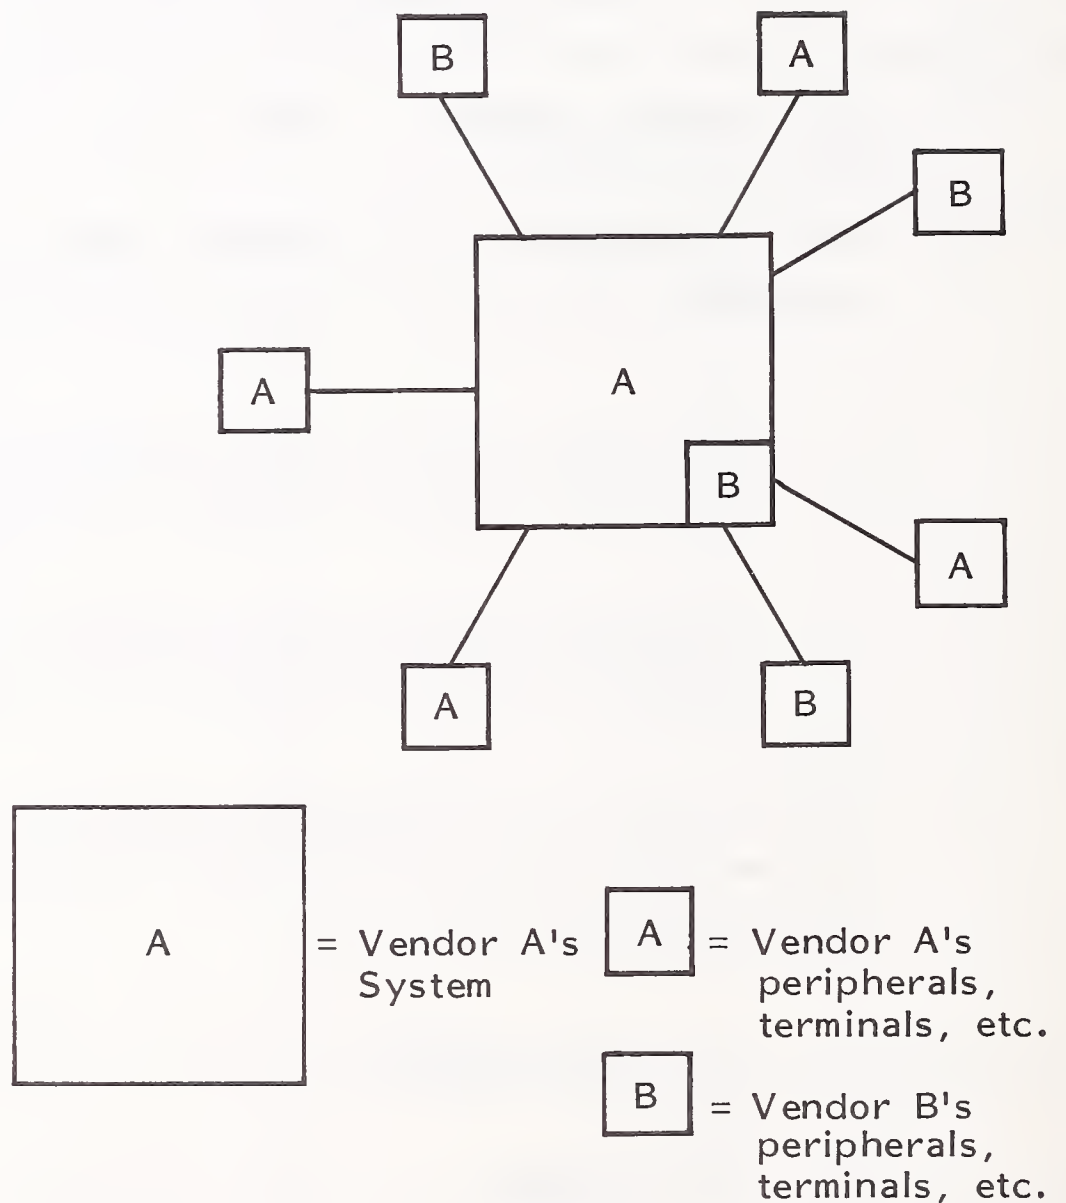 B
A
B
A
A
B
A
A
B
A
= Vendor A's
System
A
= Vendor A's
peripherals,
terminals, etc.
B
= Vendor B's
peripherals,
terminals, etc.